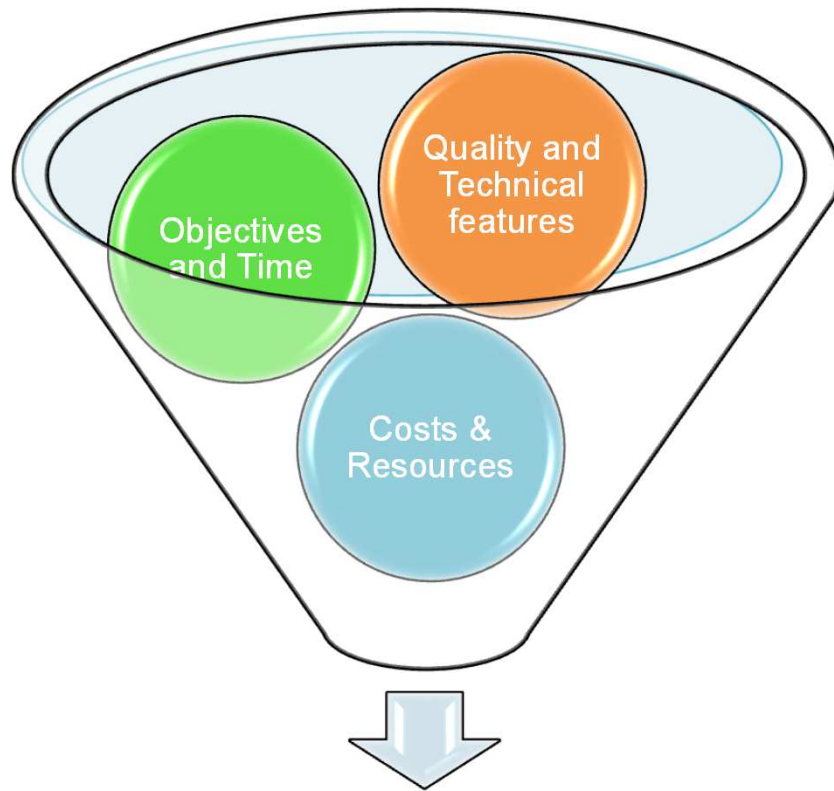 Quality and
Technical
features
Objectives
and Time
Costs &
Resources